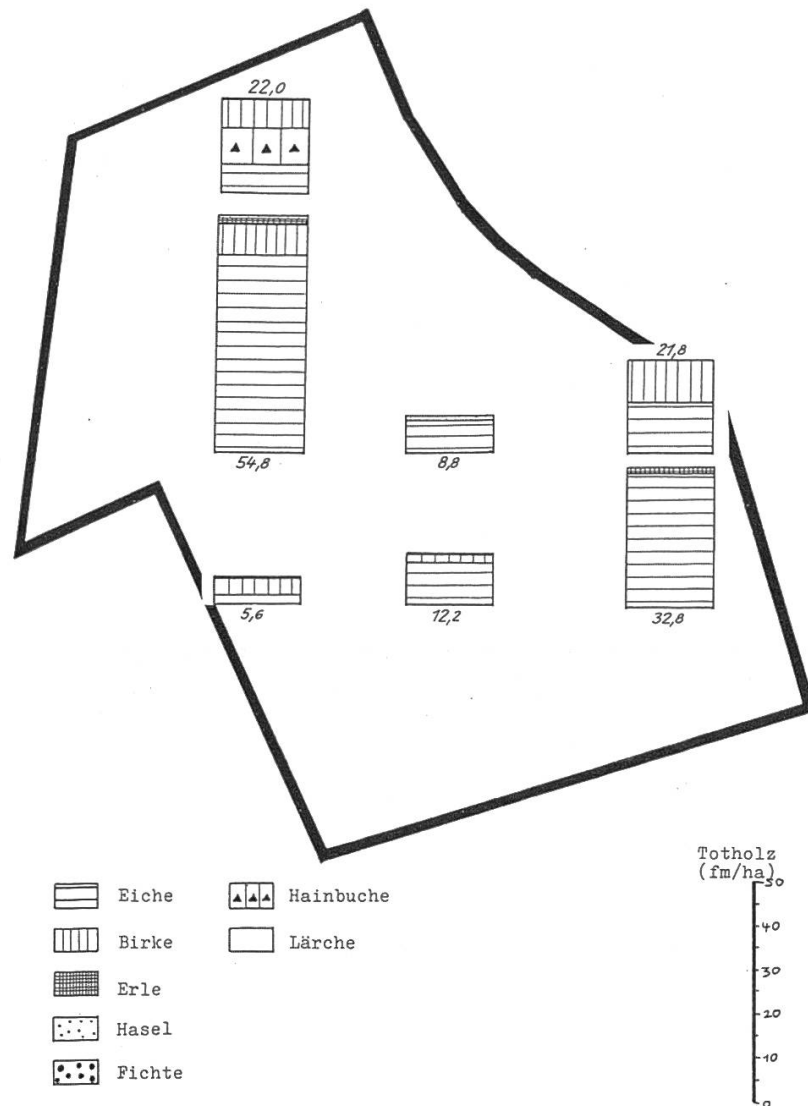 22,0
21,8
54,8
8,8
5,6
12,2
32,8
Totholz
(fm/ha)
Eiche
Hainbuche
Birke
Lärche
Erle
Hasel
Fichte
50
40
30
20
10
0